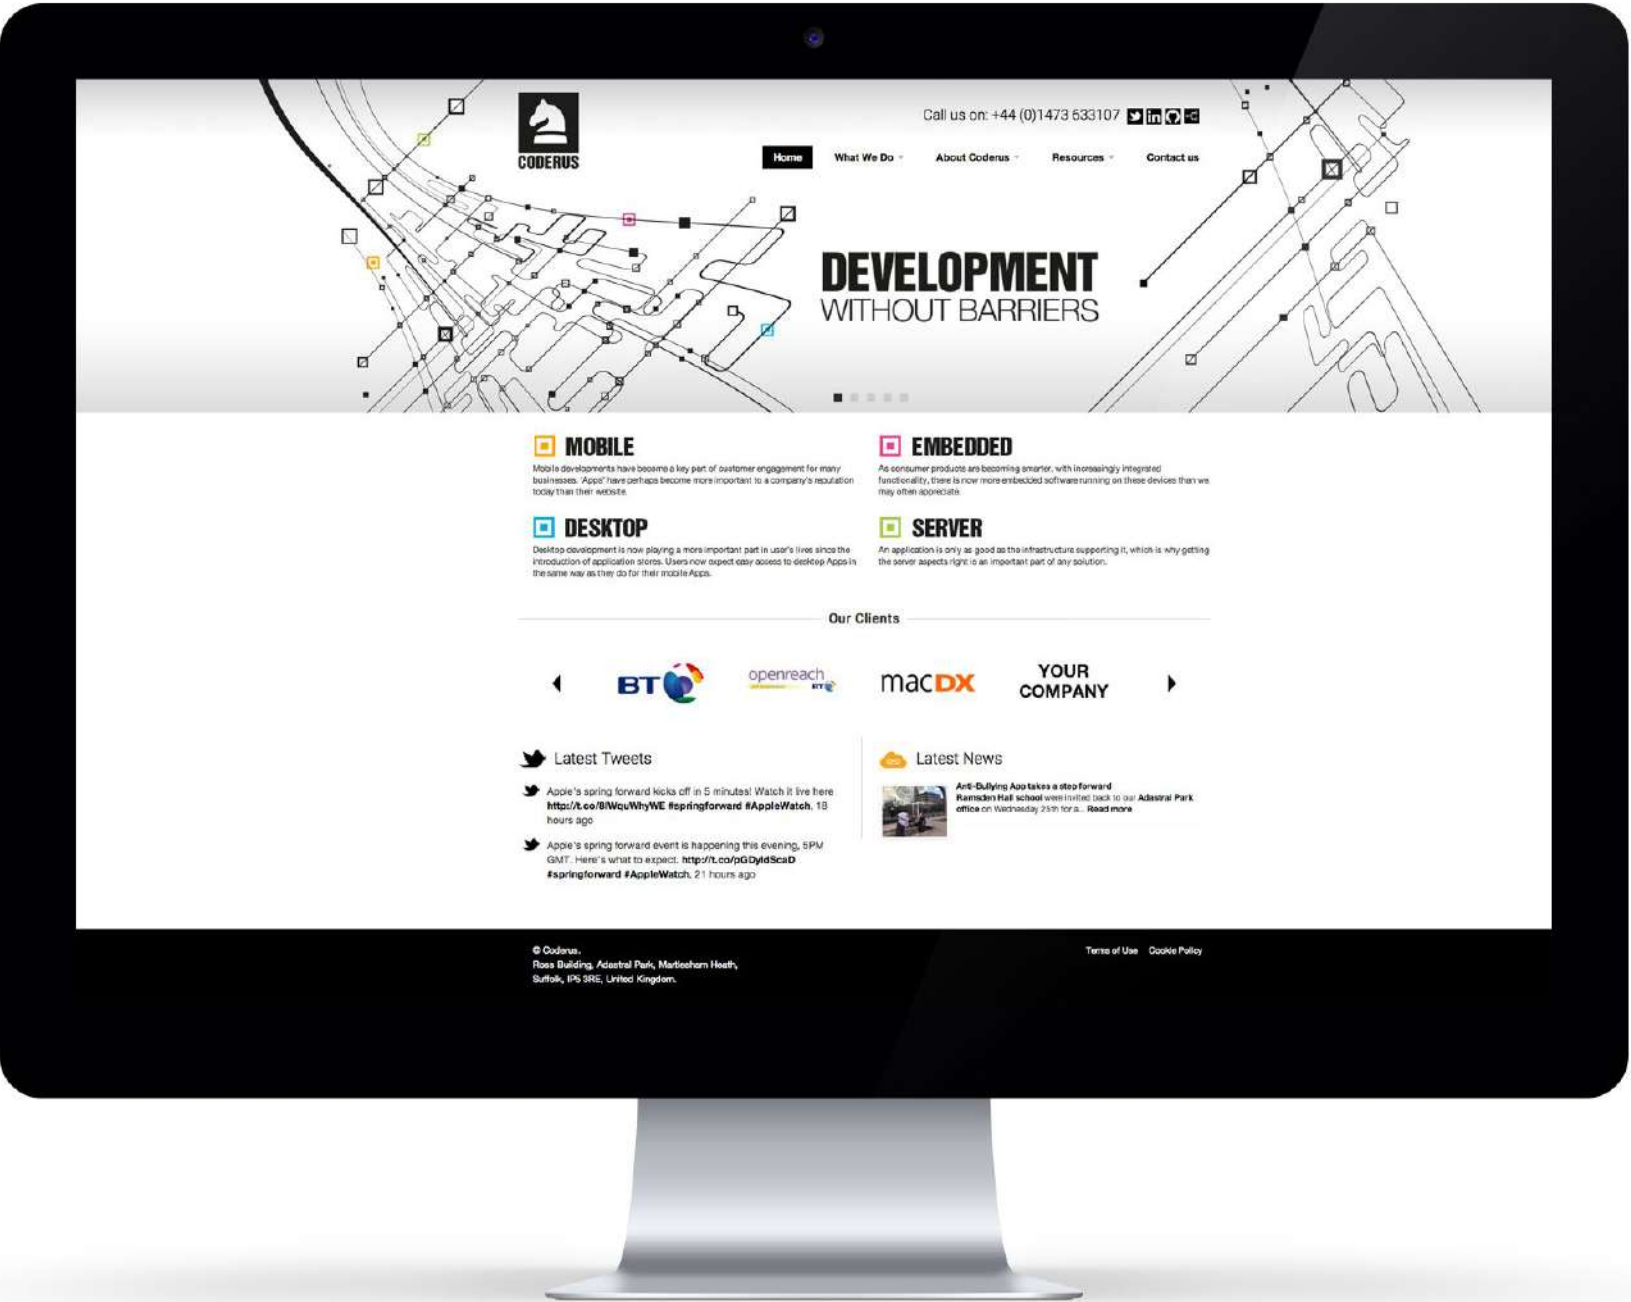 CODERUS
Call us on: +44 (0)1473 633107
Home
What We Do
About Coderus
Resources
Contact us
DEVELOPMENT
WITHOUT BARRIERS
MOBILE
Mobile developments have become a key part of customer engagement for many
businesses. 'Apps' have perhaps become more important to a company's reputation
today than their website.
EMBEDDED
As consumer products are becoming smarter, with increasingly integrated
functionality, there is now more embedded software running on these devices than we
may often appreciate.
DESKTOP
Desktop development is now playing a more important part in user's lives since the
introduction of application stores. Users now expect easy access to desktop Apps in
the same way as they do for their mobile Apps.
SERVER
An application is only as good as the infrastructure supporting it, which is why getting
the server aspects right is an important part of any solution.
Our Clients
BT
openreach
BT
macDX
YOUR
COMPANY
Latest Tweets
Apple's spring forward kicks off in 5 minutes! Watch it live here
http://t.co/8IWquWhyWE #springforward #AppleWatch, 18
hours ago
Apple's spring forward event is happening this evening, 5PM
GMT. Here's what to expect. http://t.co/pGDyldScaD
#springforward #AppleWatch, 21 hours ago
Latest News
Anti-Bullying App takes a step forward
Ramsden Hall school were invited back to our Adastral Park
office on Wednesday 25th for a... Read more
© Coderus.
Ross Building, Adastral Park, Martlesham Heath,
Suffolk, IP5 3RE, United Kingdom.
Terms of Use
Cookie Policy